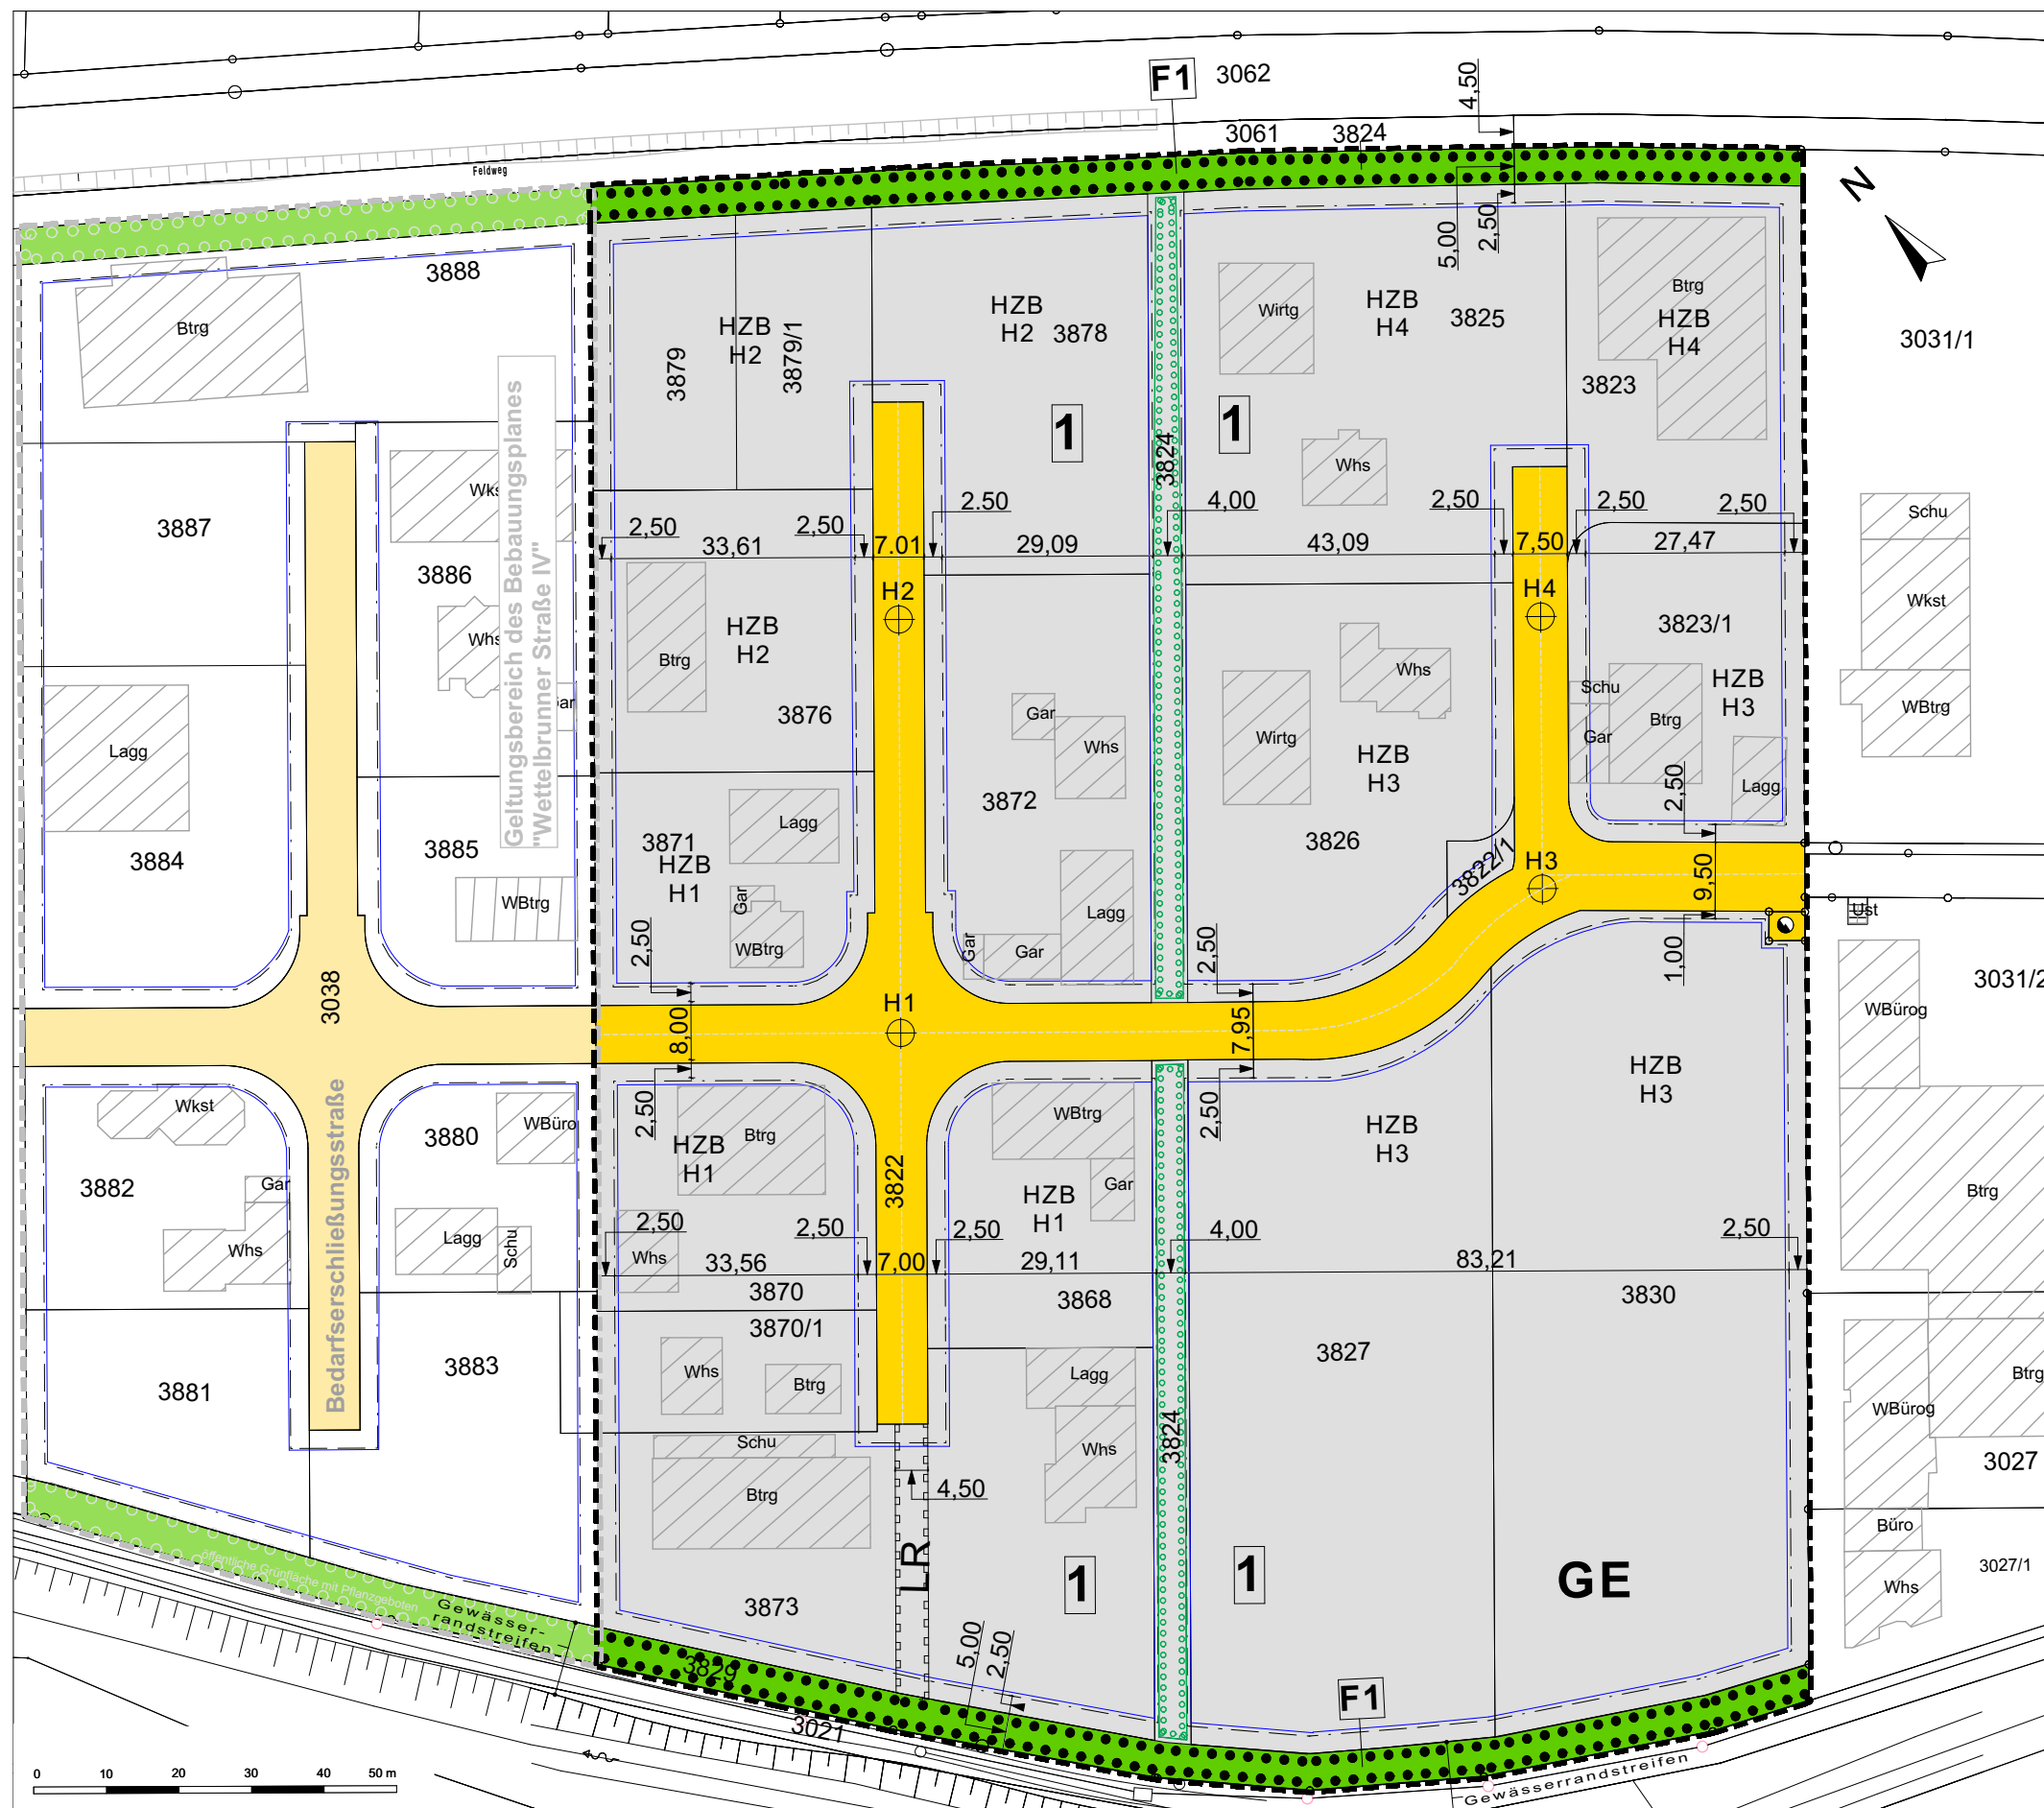 F1
3062
4,50
3061
3824
Feldweg
N
5,00
2,50
3888
Btrg
HZB
H2
3879
3879/1
HZB
H2
3878
Wirtg
HZB
H4
3825
Btrg
HZB
H4
3823
3031/1
1
1
3824
Whs
3887
Wks
3886
Whs
Geltungsbereich des Bebauungsplanes
"Wettelbrunner Straße IV"
2,50
33,61
2,50
7.01
2.50
29,09
4,00
43,09
2,50
7,50
2,50
27,47
2,50
Schu
Wkst
WBtrg
H2
H4
HZB
H2
Btrg
3876
3823/1
HZB
H3
Schu
Btrg
Gar
Lagg
2,50
Whs
Wirtg
HZB
H3
3826
Gar
Whs
3872
Lagg
3884
3885
WBtrg
3871
HZB
H1
Lagg
Gar
WBtrg
Lagg
Gar
Gar
3822/1
H3
9,50
1,00
Ust
2,50
2,50
3038
H1
8,00
7,95
3031/2
WBürog
2,50
2,50
Wkst
3880
WBüro
3882
Gar
Whs
Lagg
Schu
Bedarfserschließungsstraße
HZB
H1
Btrg
3822
WBtrg
Gar
HZB
H1
HZB
H3
HZB
H3
Btrg
2,50
Whs
33,56
2,50
7,00
2,50
29,11
4,00
83,21
2,50
3870
3870/1
3868
3830
3827
3881
3883
Whs
Btrg
Lagg
Whs
3824
Btrg
WBürog
3027
Schu
Btrg
4,50
LR
Büro
3027/1
Whs
1
1
GE
3873
öffentliche Grünfläche mit Pflanzgeboten
Gewässer-
randstreifen
3829
5,00
2,50
F1
3021
Gewässerrandstreifen
0 10 20 30 40 50 m